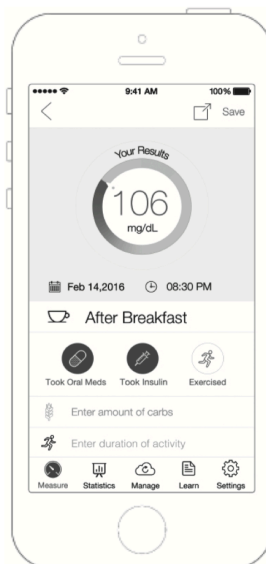 9:41 AM 100%
Save
Your Results
106
mg/dL
Feb 14,2016 08:30 PM
After Breakfast
Took Oral Meds Took Insulin Exercised
Enter amount of carbs
Enter duration of activity
Measure Statistics Manage Learn Settings